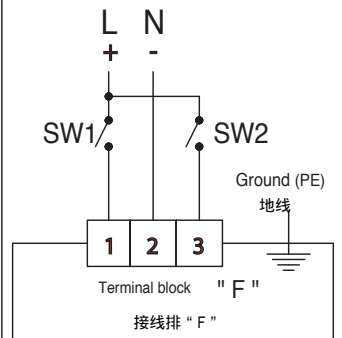 L N
+ -
SW1 SW2
Ground (PE)
地线
1 2 3
Terminal block " F "
接线排 “ F ”